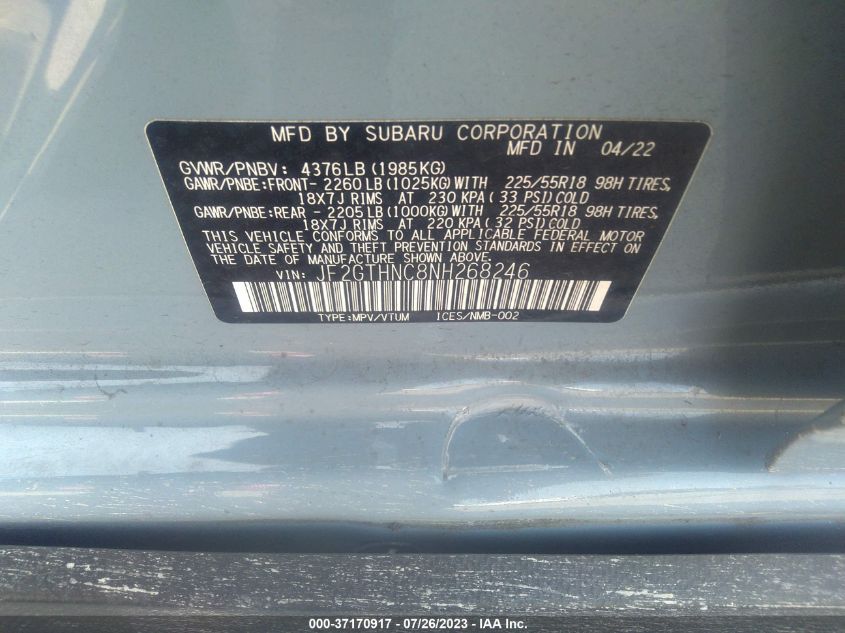 MFD BY SUBARU CORPORATION
MFD IN 04/22
GVWR/PNBV: 4376LB (1985KG)
GAWR/PNBE:FRONT- 2260LB (1025KG) WITH 225/55R18 98H TIRES,
18X7J RIMS AT 230 KPA( 33 PSI) COLD
GAWR/PNBE:REAR - 2205LB (1000KG) WITH 225/55R18 98H TIRES,
18X7J RIMS AT 220 KPA( 32 PSI) COLD
THIS VEHICLE CONFORMS TO ALL APPLICABLE FEDERAL MOTOR
VEHICLE SAFETY AND THEFT PREVENTION STANDARDS IN EFFECT ON
THE DATE OF MANUFACTURE SHOWN ABOVE.
VIN: JF2GTHNC8NH268246
TYPE:MPV/VTUM ICES/NMB-002
000-37170917 / 07/26/2023 - IAA Inc.